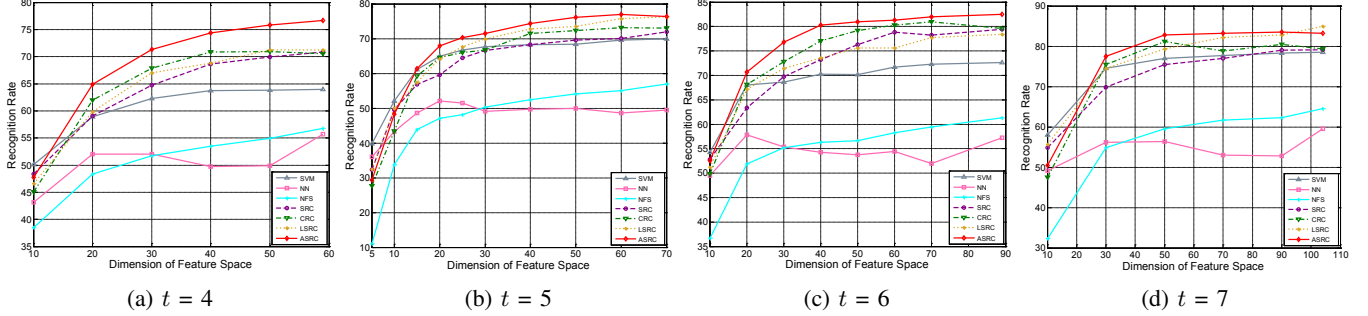 Recognition Rate
80
75
70
65
60
55
50
45
40
35
10
20
30
40
50
60
Dimension of Feature Space
SVM
NN
NFS
SRC
CRC
LSRC
ASRC
(a) t = 4
Recognition Rate
80
70
60
50
40
30
20
10
5
10
20
30
40
50
60
70
Dimension of Feature Space
SVM
NN
NFS
SRC
CRC
LSRC
ASRC
(b) t = 5
Recognition Rate
85
80
75
70
65
60
55
50
45
40
35
10
20
30
40
50
60
70
80
90
Dimension of Feature Space
SVM
NN
NFS
SRC
CRC
LSRC
ASRC
(c) t = 6
Recognition Rate
90
80
70
60
50
40
30
10
20
30
40
50
60
70
80
90
100
110
Dimension of Feature Space
SVM
NN
NFS
SRC
CRC
LSRC
ASRC
(d) t = 7